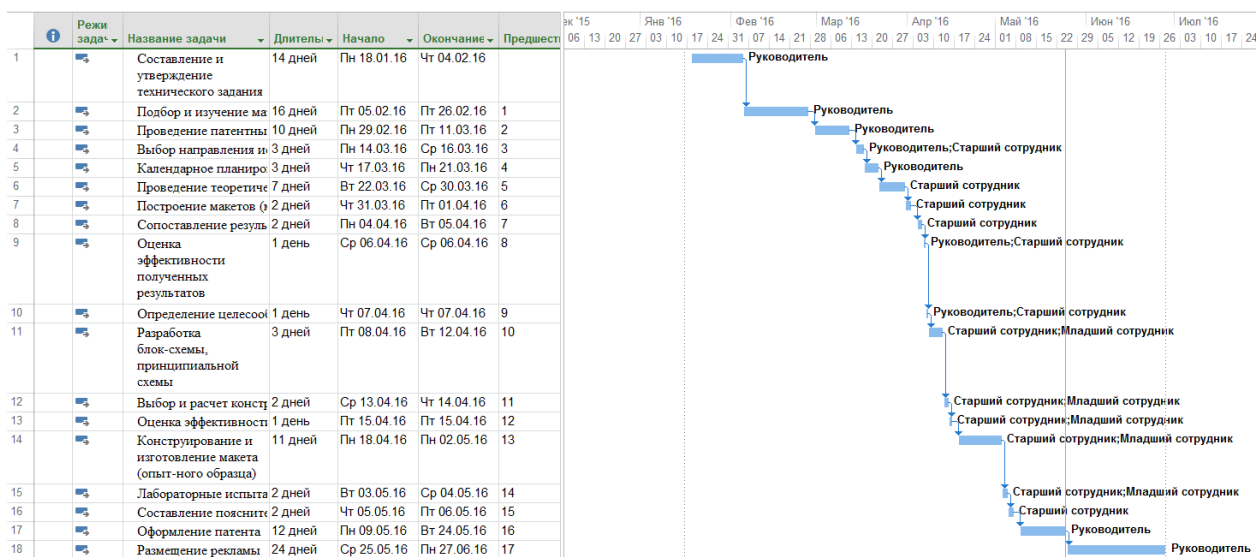 Режи задач Название задачи Длителы Начало Окончание Предшест
ек '15 Янв '16 Фев '16 Мар '16 Апр '16 Май '16 Июн '16 Июл '16
06 13 20 27 03 10 17 24 31 07 14 21 28 06 13 20 27 03 10 17 24 01 08 15 22 29 05 12 19 26 03 10 17 24
1 Составление и утверждение технического задания 14 дней Пн 18.01.16 Чт 04.02.16 Руководитель
2 Подбор и изучение ма 16 дней Пт 05.02.16 Пт 26.02.16 1 Руководитель
3 Проведение патентны 10 дней Пн 29.02.16 Пт 11.03.16 2 Руководитель
4 Выбор направления и 3 дней Пн 14.03.16 Ср 16.03.16 3 Руководитель;Старший сотрудник
5 Календарное планиро 3 дней Чт 17.03.16 Пн 21.03.16 4 Руководитель
6 Проведение теоретиче 7 дней Вт 22.03.16 Ср 30.03.16 5 Старший сотрудник
7 Построение макетов ( 2 дней Чт 31.03.16 Пт 01.04.16 6 Старший сотрудник
8 Сопоставление резуль 2 дней Пн 04.04.16 Вт 05.04.16 7 Старший сотрудник
9 Оценка эффективности полученных результатов 1 день Ср 06.04.16 Ср 06.04.16 8 Руководитель;Старший сотрудник
10 Определение целесоо 1 день Чт 07.04.16 Чт 07.04.16 9 Руководитель;Старший сотрудник
11 Разработка блок-схемы, принципиальной схемы 3 дней Пт 08.04.16 Вт 12.04.16 10 Старший сотрудник;Младший сотрудник
12 Выбор и расчет констр 2 дней Ср 13.04.16 Чт 14.04.16 11 Старший сотрудник;Младший сотрудник
13 Оценка эффективност 1 день Пт 15.04.16 Пт 15.04.16 12 Старший сотрудник;Младший сотрудник
14 Конструирование и изготовление макета (опыт-ного образца) 11 дней Пн 18.04.16 Пн 02.05.16 13 Старший сотрудник;Младший сотрудник
15 Лабораторные испыта 2 дней Вт 03.05.16 Ср 04.05.16 14 Старший сотрудник;Младший сотрудник
16 Составление пояснит 2 дней Чт 05.05.16 Пт 06.05.16 15 Старший сотрудник
17 Оформление патента 12 дней Пн 09.05.16 Вт 24.05.16 16 Руководитель
18 Размещение рекламы 24 дней Ср 25.05.16 Пн 27.06.16 17 Руководитель